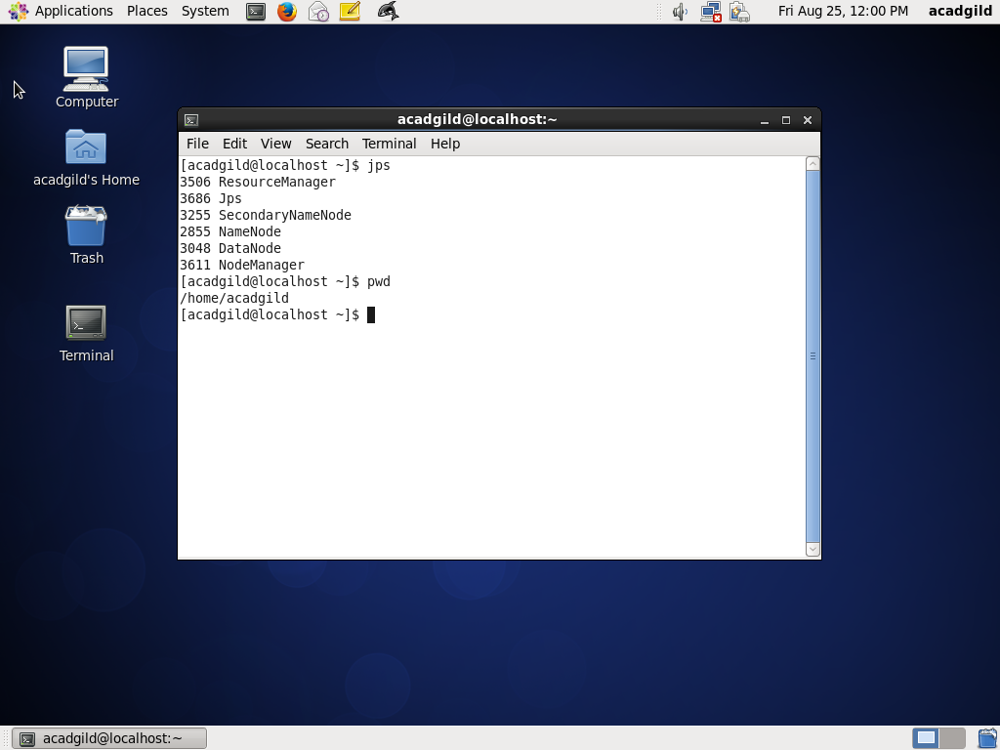 Applications Places System Fri Aug 25, 12:00 PM acadgild
Computer
acadgild's Home
Trash
Terminal
acadgild@localhost:~
File Edit View Search Terminal Help
[acadgild@localhost ~]$ jps
3506 ResourceManager
3686 Jps
3255 SecondaryNameNode
2855 NameNode
3048 DataNode
3611 NodeManager
[acadgild@localhost ~]$ pwd
/home/acadgild
[acadgild@localhost ~]$
acadgild@localhost:~